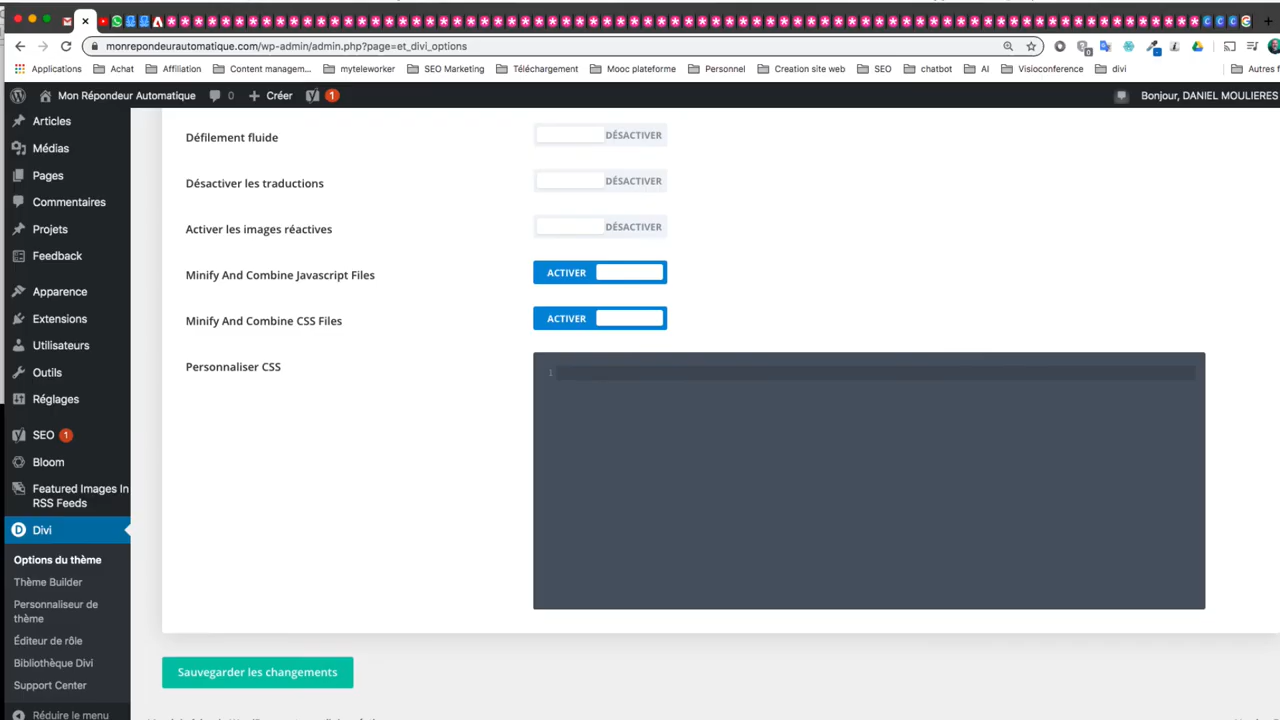 monrepondeurautomatique.com/wp-admin/admin.php?page=et_divi_options
Applications
Achat
Affiliation
Content managem...
myteleworker
SEO Marketing
Téléchargement
Mooc plateforme
Personnel
Creation site web
SEO
chatbot
AI
Visioconference
divi
Autres f
Mon Répondeur Automatique
0
Créer
1
Bonjour, DANIEL MOULIERES
Articles
Médias
Pages
Commentaires
Projets
Feedback
Apparence
Extensions
Utilisateurs
Outils
Réglages
SEO 1
Bloom
Featured Images In
RSS Feeds
Divi
Options du thème
Thème Builder
Personnaliseur de
thème
Éditeur de rôle
Bibliothèque Divi
Support Center
Réduire le menu
Défilement fluide
DÉSACTIVER
Désactiver les traductions
DÉSACTIVER
Activer les images réactives
DÉSACTIVER
Minify And Combine Javascript Files
ACTIVER
Minify And Combine CSS Files
ACTIVER
Personnaliser CSS
1
Sauvegarder les changements